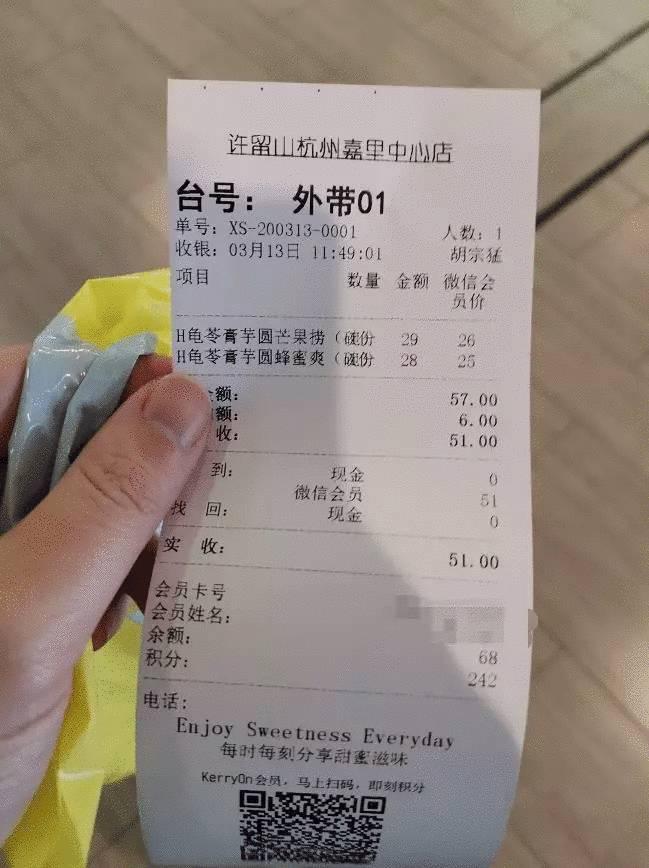 许留山杭州嘉里中心店
台号： 外带01
单号：XS-200313-0001 人数：1
收银：03月13日 11:49:01 胡宗猛
项目 数量 金额 微信会
员价
H龟苓膏芋圆芒果捞（碗份 29 26
H龟苓膏芋圆蜂蜜爽（碗份 28 25
额： 57.00
额： 6.00
收： 51.00
到： 现金 0
微信会员 51
找 回： 现金 0
实 收： 51.00
会员卡号
会员姓名：
余额： 68
积分： 242
电话：
Enjoy Sweetness Everyday
每时每刻分享甜蜜滋味
KerryOn会员，马上扫码，即刻积分